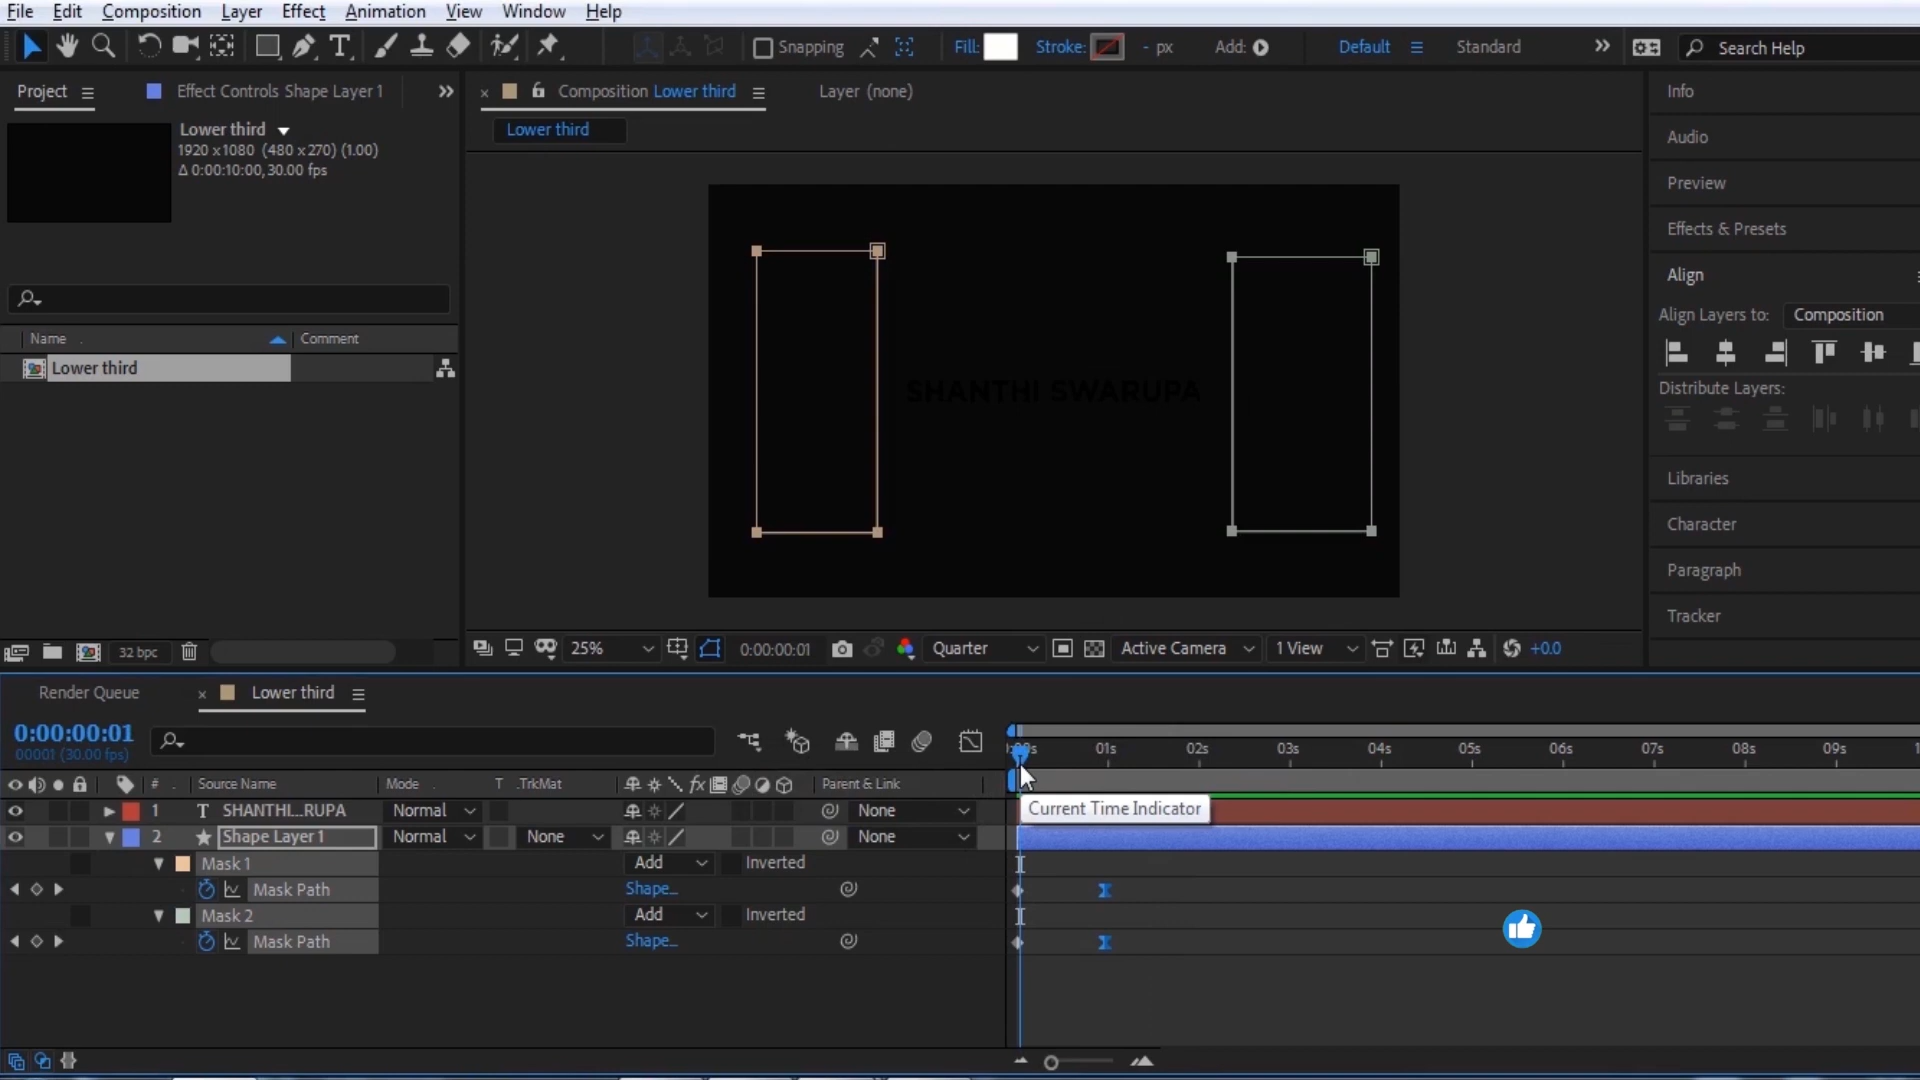 File Edit Composition Layer Effect Animation View Window Help
Snapping Fill: Stroke: - px Add: Default Standard Search Help
Project Effect Controls Shape Layer 1
Composition Lower third Layer (none)
Lower third
Lower third
1920 x1080 (480 x270) (1.00)
Δ 0:00:10:00, 30.00 fps
Name Comment
Lower third
SHANTHI SWARUPA
Info
Audio
Preview
Effects & Presets
Align
Align Layers to: Composition
Distribute Layers:
Libraries
Character
Paragraph
Tracker
32 bpc
25% 0:00:00:01 Quarter Active Camera 1 View +0.0
Render Queue Lower third
0:00:00:01
00001 (30.00 fps)
01s 02s 03s 04s 05s 06s 07s 08s 09s
# Source Name Mode T .TrkMat fx Parent & Link
1 T SHANTHI...RUPA Normal None
2 Shape Layer 1 Normal None None
Current Time Indicator
Mask 1 Add Inverted
Mask Path Shape...
Mask 2 Add Inverted
Mask Path Shape...